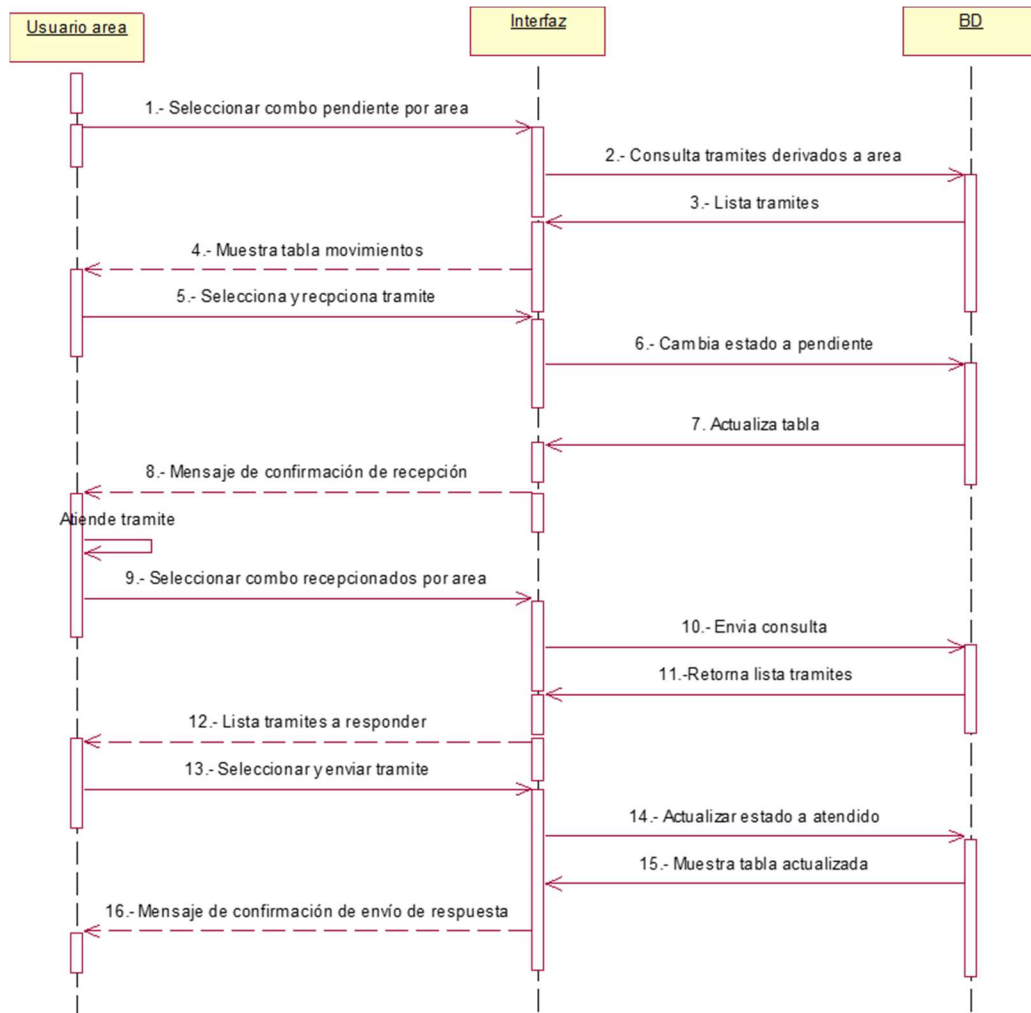 Usuario area
Interfaz
BD
1.- Seleccionar combo pendiente por area
2.- Consulta tramites derivados a area
3.- Lista tramites
4.- Muestra tabla movimientos
5.- Selecciona y recpciona tramite
6.- Cambia estado a pendiente
7. Actualiza tabla
8.- Mensaje de confirmación de recepción
Atiende tramite
9.- Seleccionar combo recepcionados por area
10.- Envia consulta
11.-Retorna lista tramites
12.- Lista tramites a responder
13.- Seleccionar y enviar tramite
14.- Actualizar estado a atendido
15.- Muestra tabla actualizada
16.- Mensaje de confirmación de envío de respuesta